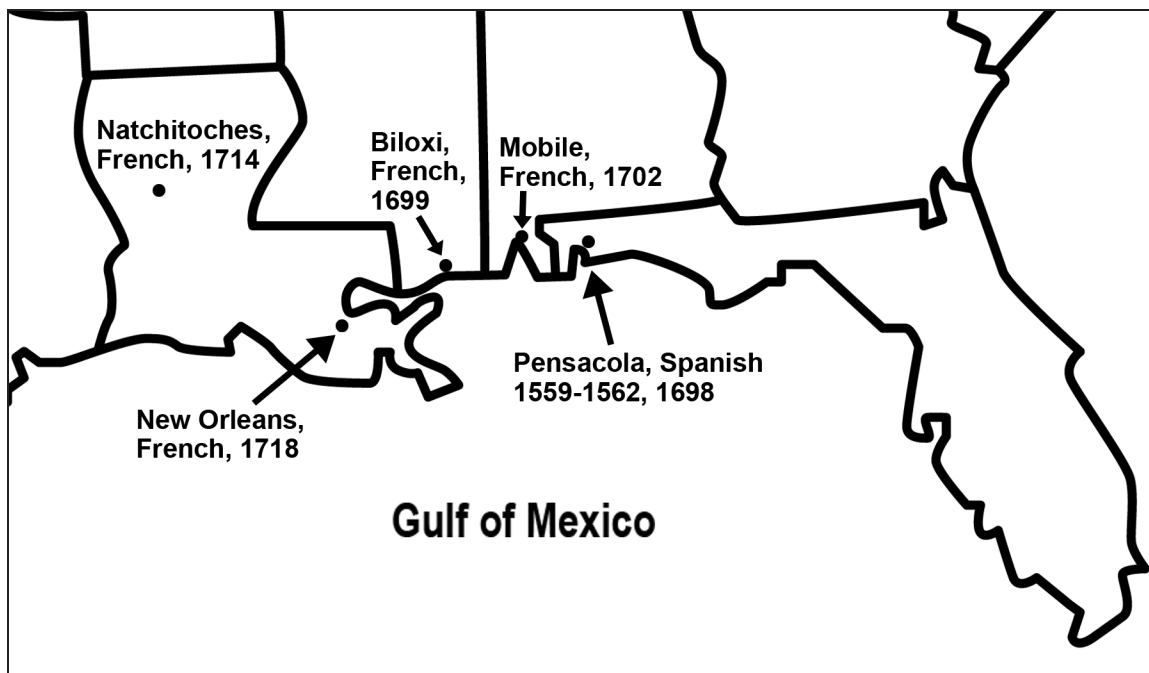 Natchitoches,
French, 1714
Biloxi,
French,
1699
Mobile,
French, 1702
Pensacola, Spanish
1559-1562, 1698
New Orleans,
French, 1718
Gulf of Mexico